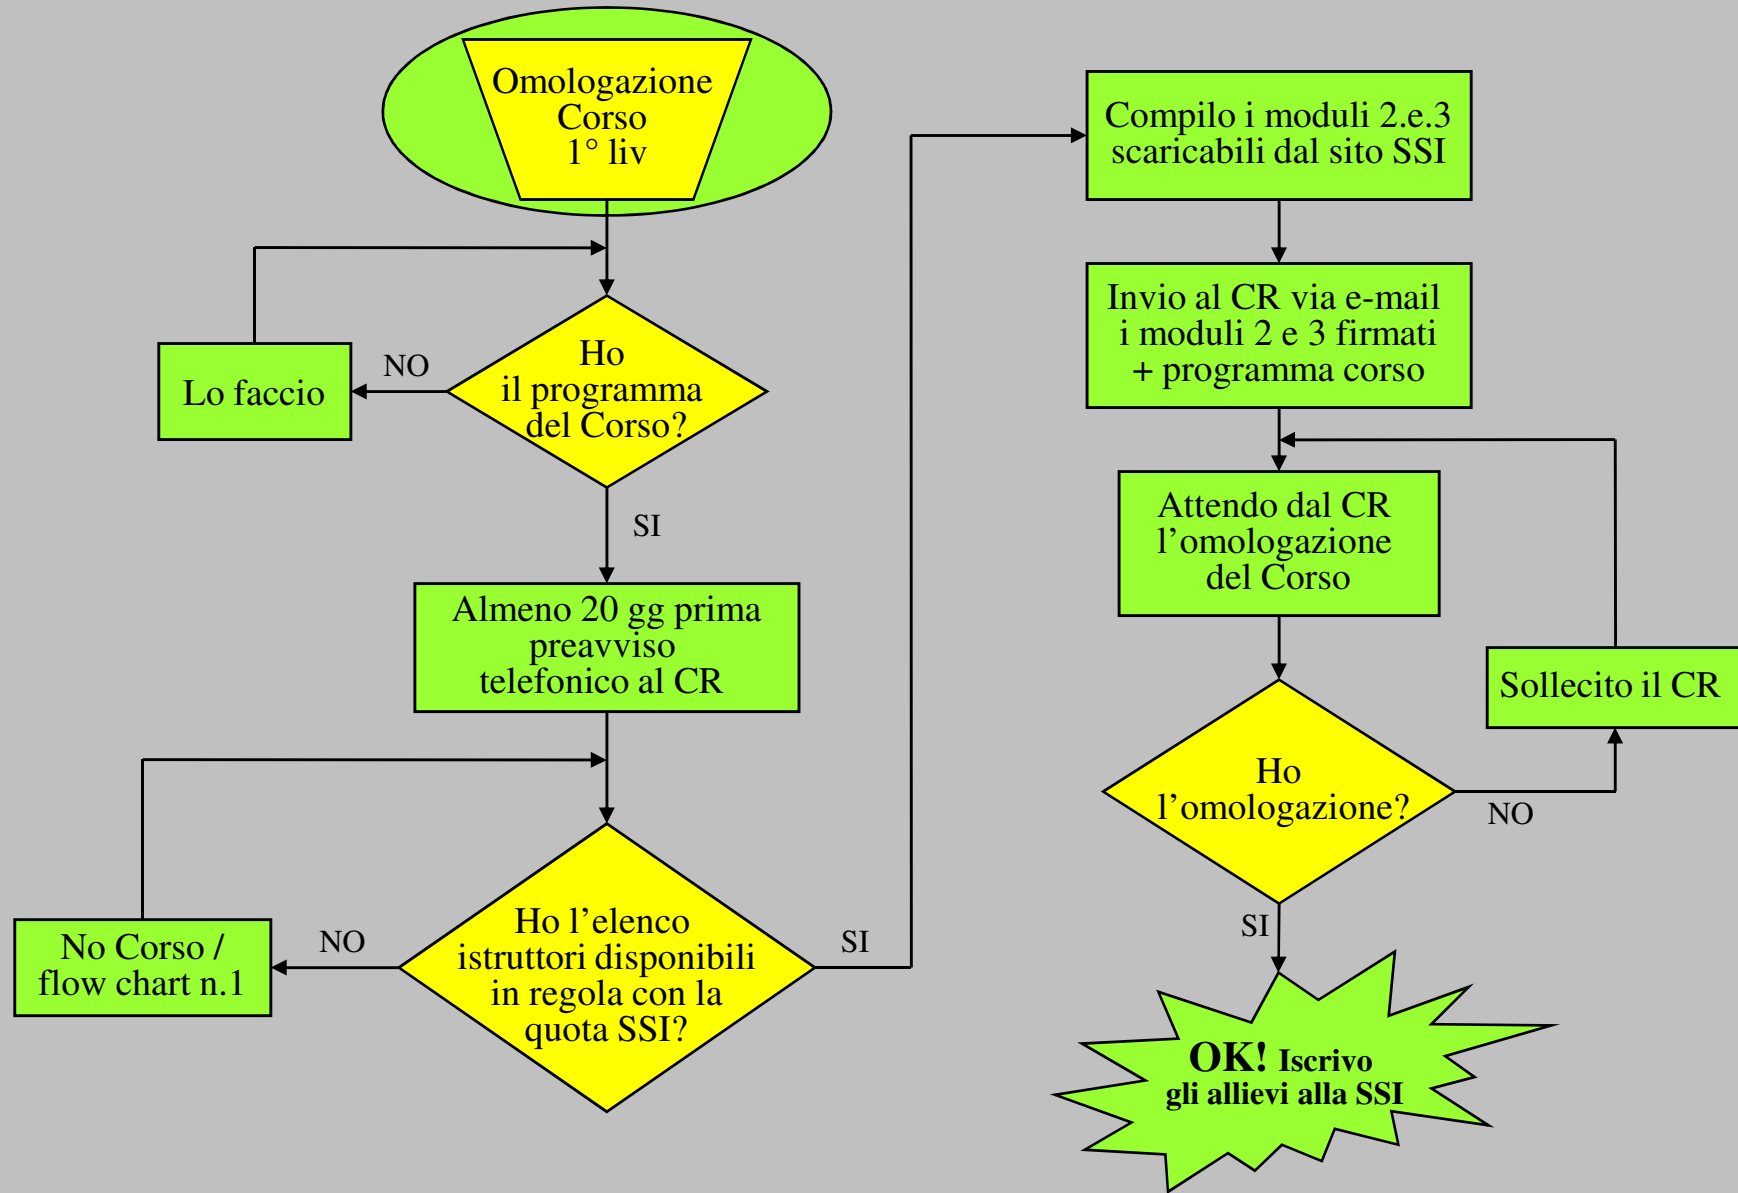 Omologazione
Corso
1° liv
Ho
il programma
del Corso?
NO
Lo faccio
SI
Almeno 20 gg prima
preavviso
telefonico al CR
Ho l’elenco
istruttori disponibili
in regola con la
quota SSI?
NO
No Corso /
flow chart n.1
SI
Compilo i moduli 2.e.3
scaricabili dal sito SSI
Invio al CR via e-mail
i moduli 2 e 3 firmati
+ programma corso
Attendo dal CR
l’omologazione
del Corso
Ho
l’omologazione?
NO
Sollecito il CR
SI
OK! Iscrivo
gli allievi alla SSI